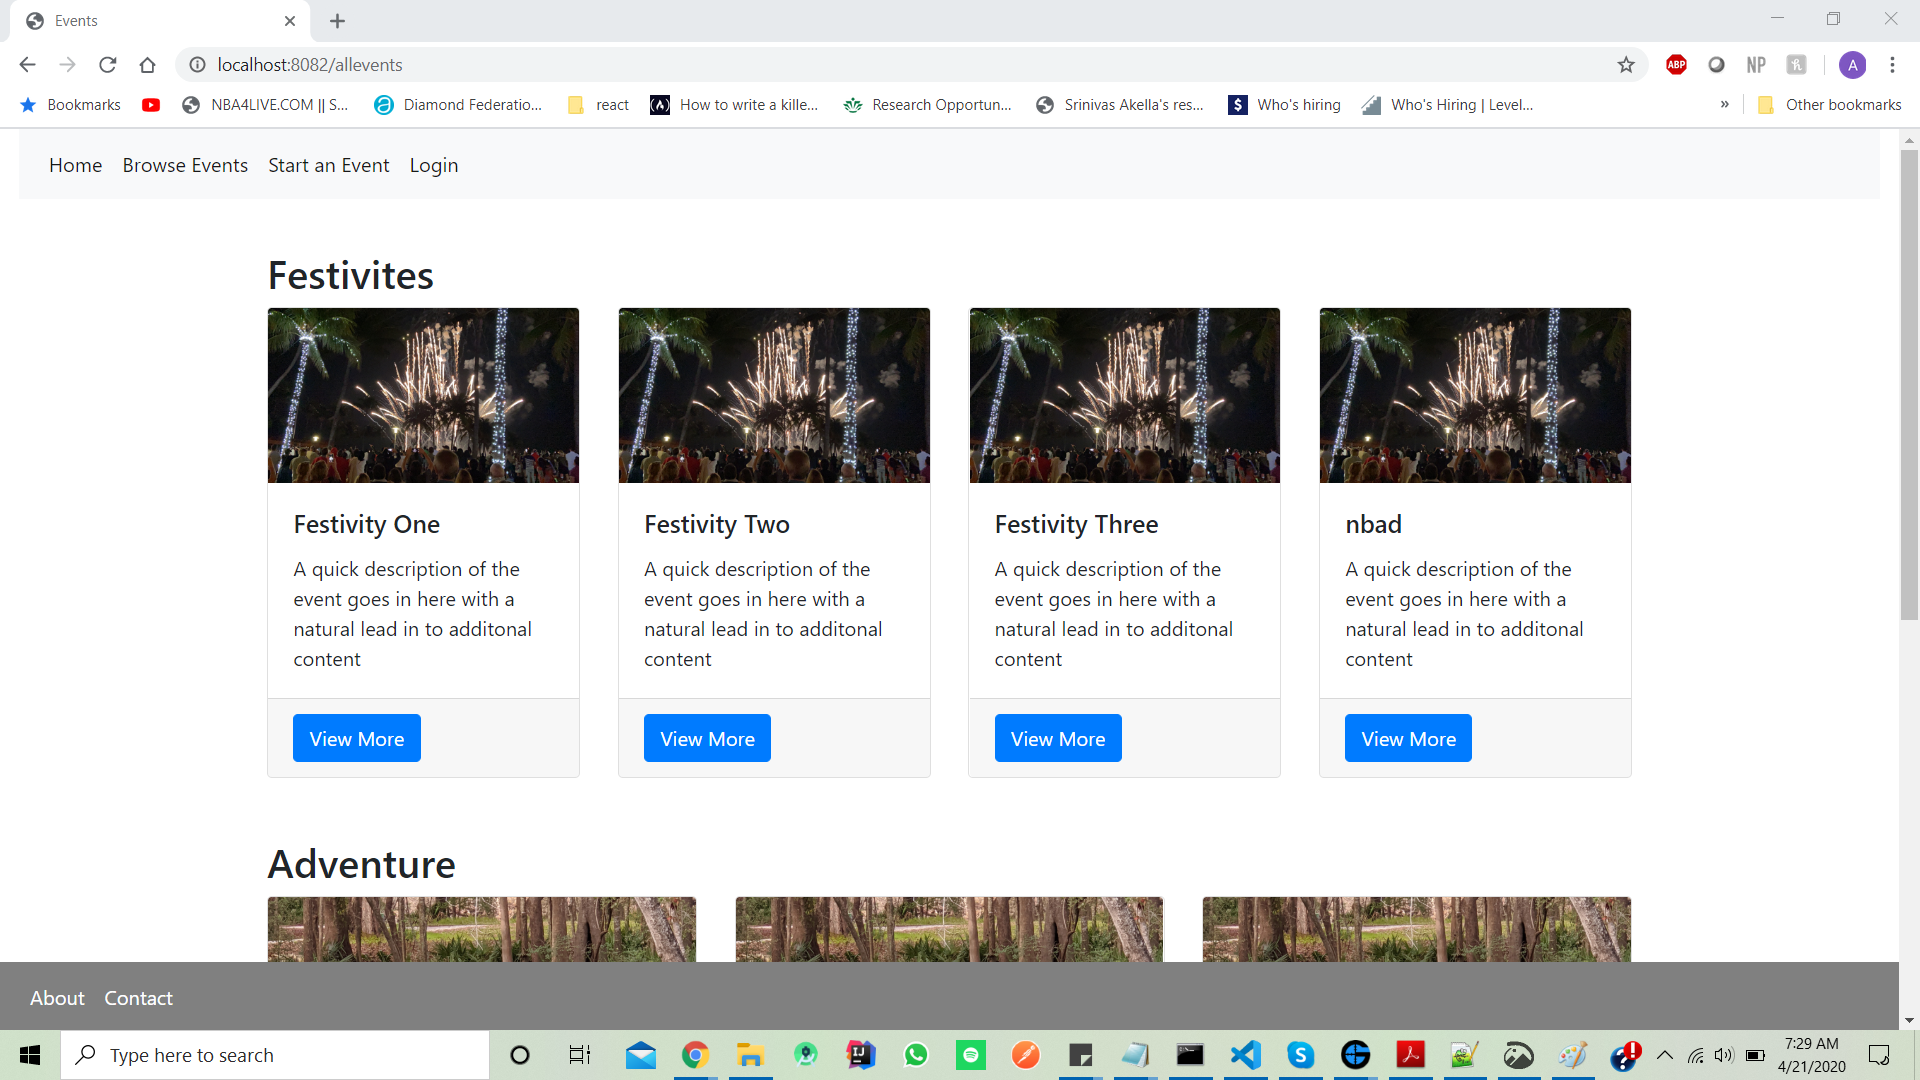 Events
localhost:8082/allevents
ABP
NP
A
Bookmarks
NBA4LIVE.COM || S...
Diamond Federatio...
react
(A)
How to write a kille...
Research Opportun...
Srinivas Akella's res...
$
Who's hiring
Who's Hiring | Level...
»
Other bookmarks
Home
Browse Events
Start an Event
Login
Festivites
Festivity One
A quick description of the
event goes in here with a
natural lead in to additonal
content
View More
Festivity Two
A quick description of the
event goes in here with a
natural lead in to additonal
content
View More
Festivity Three
A quick description of the
event goes in here with a
natural lead in to additonal
content
View More
nbad
A quick description of the
event goes in here with a
natural lead in to additonal
content
View More
Adventure
About
Contact
Type here to search
IJ
7:29 AM
4/21/2020